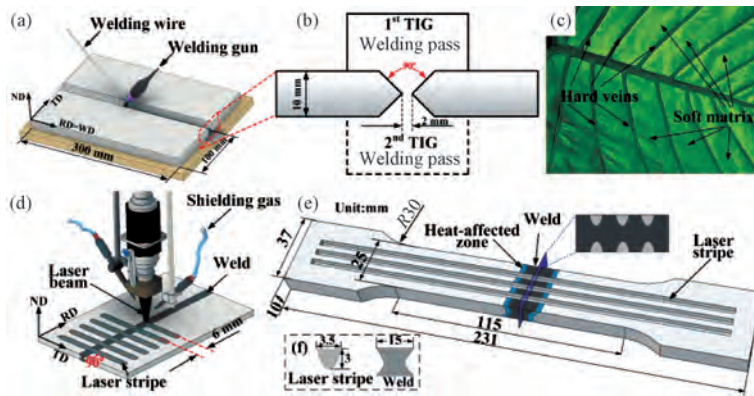 (a)
Welding wire
Welding gun
ND
TD
RD-WD
300 mm
100 mm
(b)
1st TIG
Welding pass
90°
10 mm
2 mm
2nd TIG
Welding pass
(c)
Hard veins
Soft matrix
(d)
Shielding gas
Laser
beam
Weld
ND
RD
TD
90°
6 mm
Laser stripe
(e)
Unit:mm
R30
Heat-affected
zone
Weld
Laser
stripe
37
25
115
231
(f)
3.5
3
Laser stripe
15
Weld